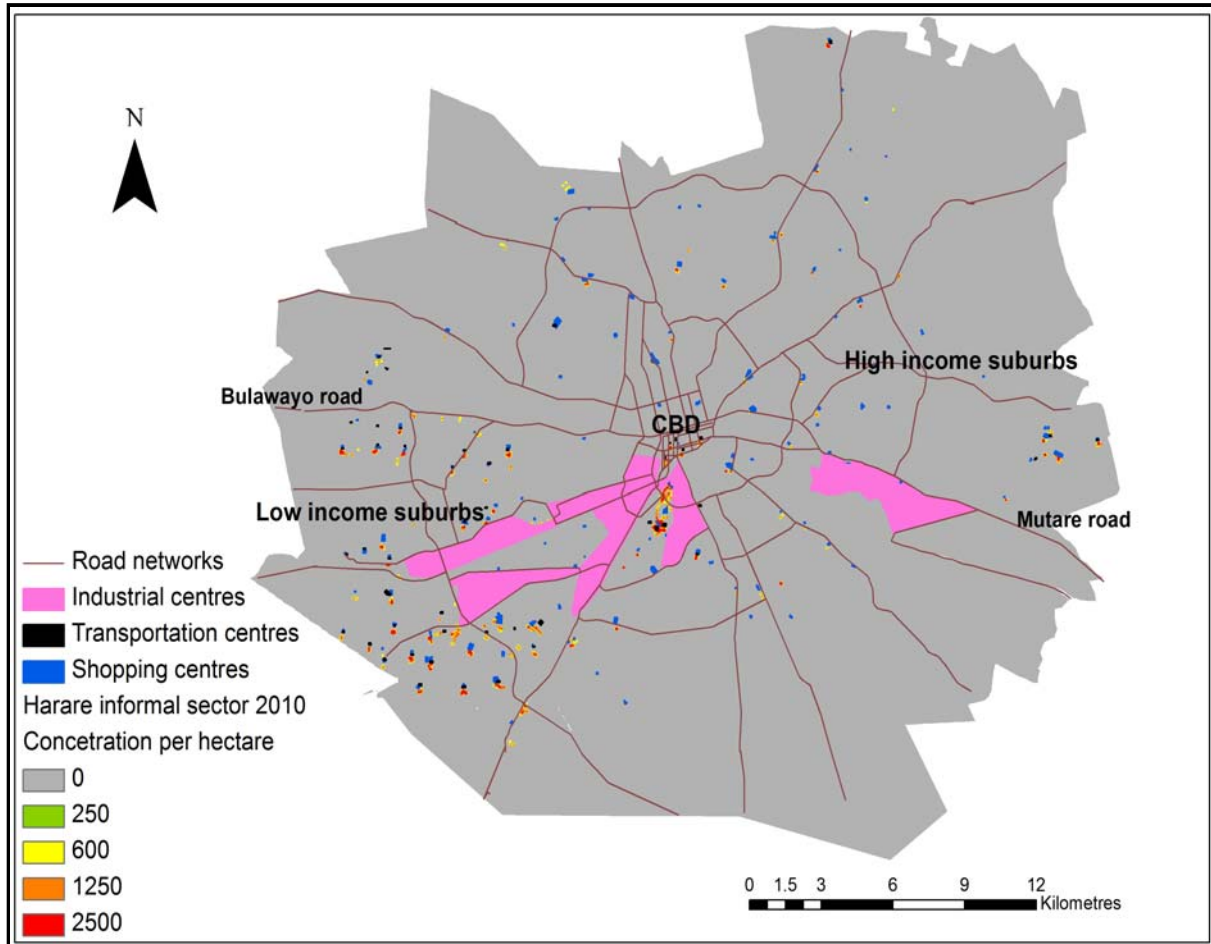 N
High income suburbs
Bulawayo road
CBD
Low income suburbs
Mutare road
Road networks
Industrial centres
Transportation centres
Shopping centres
Harare informal sector 2010
Concetration per hectare
0
250
600
1250
2500
0 1.5 3 6 9 12
Kilometres